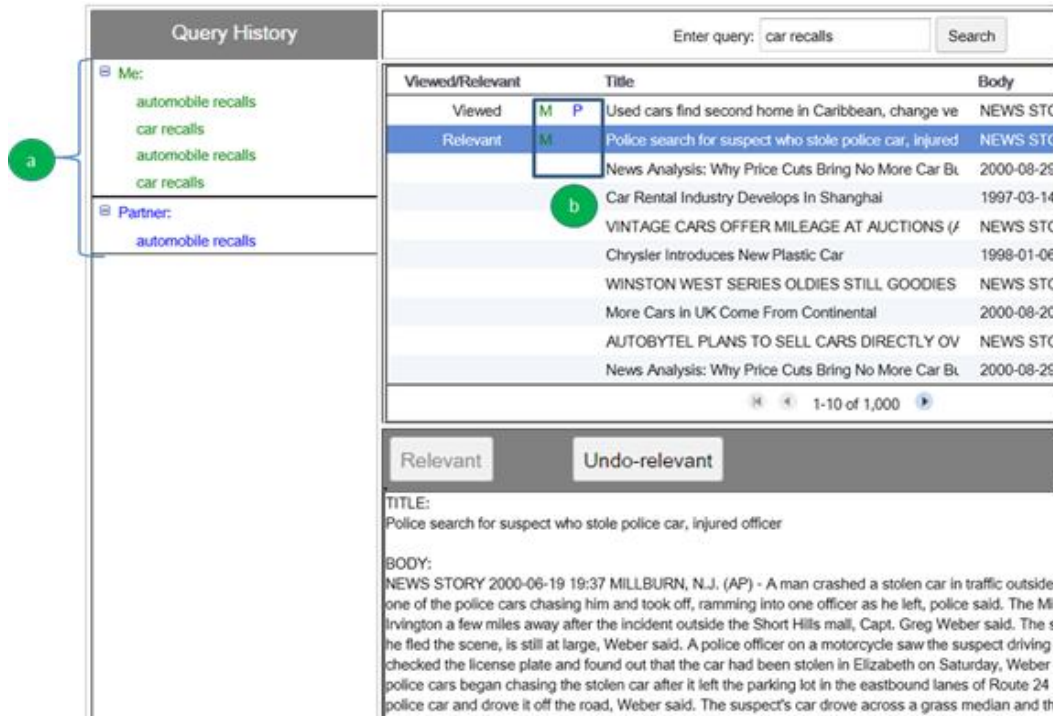 Query History
Enter query: car recalls Search
a
Me:
automobile recalls
car recalls
automobile recalls
car recalls
Partner:
automobile recalls
Viewed/Relevant Title Body
Viewed M P Used cars find second home in Caribbean, change ve NEWS STO
Relevant M Police search for suspect who stole police car, injured NEWS STO
News Analysis: Why Price Cuts Bring No More Car Bu 2000-08-29
b
Car Rental Industry Develops In Shanghai 1997-03-14
VINTAGE CARS OFFER MILEAGE AT AUCTIONS (A NEWS STO
Chrysler Introduces New Plastic Car 1998-01-06
WINSTON WEST SERIES OLDIES STILL GOODIES NEWS STO
More Cars in UK Come From Continental 2000-08-20
AUTOBYTEL PLANS TO SELL CARS DIRECTLY OV NEWS STO
News Analysis: Why Price Cuts Bring No More Car Bu 2000-08-29
1-10 of 1,000
Relevant Undo-relevant
TITLE:
Police search for suspect who stole police car, injured officer
BODY:
NEWS STORY 2000-06-19 19:37 MILLBURN, N.J. (AP) - A man crashed a stolen car in traffic outside
one of the police cars chasing him and took off, ramming into one officer as he left, police said. The Mi
Irvington a few miles away after the incident outside the Short Hills mall, Capt. Greg Weber said. The s
he fled the scene, is still at large, Weber said. A police officer on a motorcycle saw the suspect driving
checked the license plate and found out that the car had been stolen in Elizabeth on Saturday, Weber
police cars began chasing the stolen car after it left the parking lot in the eastbound lanes of Route 24
police car and drove it off the road, Weber said. The suspect's car drove across a grass median and th